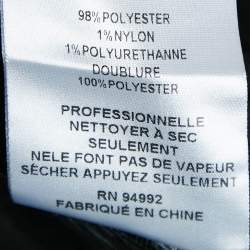 98% POLYESTER
1% NYLON
1% POLYURETHANNE
DOUBLURE
100% POLYESTER
PROFESSIONNELLE
NETTOYER À SEC
SEULEMENT
NELE FONT PAS DE VAPEUR
SÉCHER APPUYEZ SEULEMENT
RN 94992
FABRIQUÉ EN CHINE